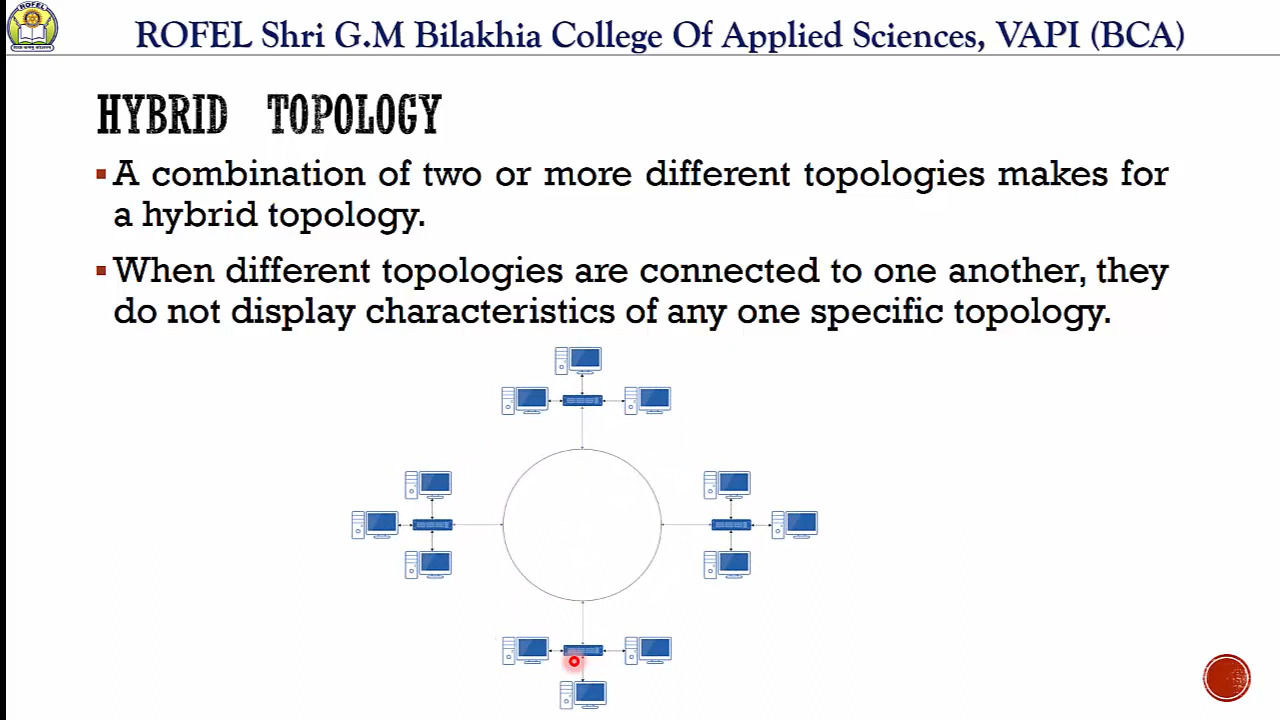 ROFEL
ROFEL Shri G.M Bilakhia College Of Applied Sciences, VAPI (BCA)
HYBRID TOPOLOGY
A combination of two or more different topologies makes for
a hybrid topology.
When different topologies are connected to one another, they
do not display characteristics of any one specific topology.